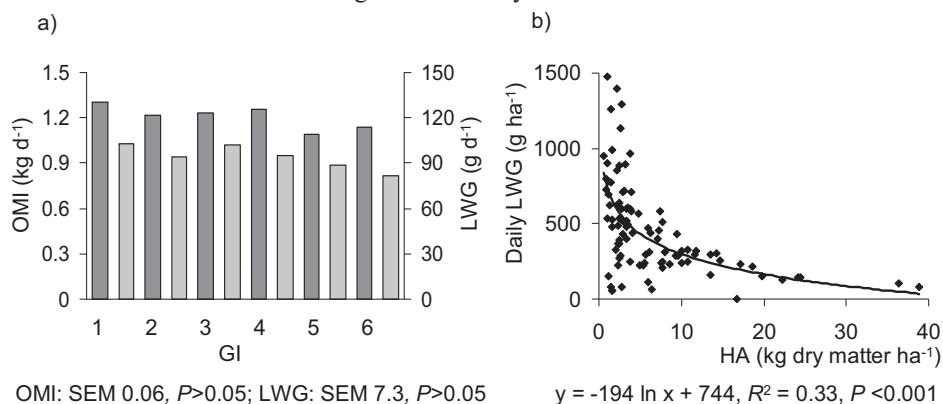 a)
b)
1.5
1.2
0.9
0.6
0.3
0
OMI (kg d-1)
150
120
90
60
30
0
LWG (g d-1)
1 2 3 4 5 6
GI
1500
1000
500
0
Daily LWG (g ha-1)
0 10 20 30 40
HA (kg dry matter ha-1)
OMI: SEM 0.06, P>0.05; LWG: SEM 7.3, P>0.05
y = -194 ln x + 744, R² = 0.33, P <0.001